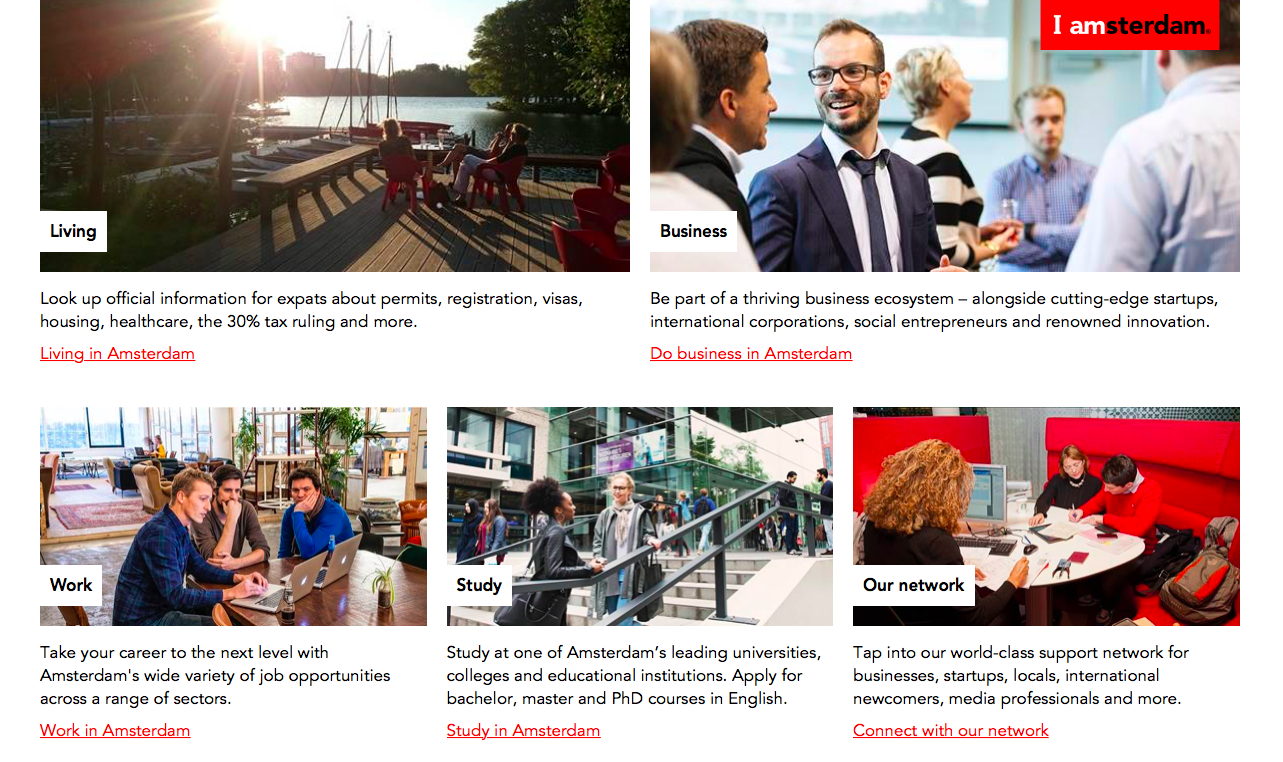 I amsterdam.
Living
Business
Look up official information for expats about permits, registration, visas,
housing, healthcare, the 30% tax ruling and more.
Living in Amsterdam
Be part of a thriving business ecosystem – alongside cutting-edge startups,
international corporations, social entrepreneurs and renowned innovation.
Do business in Amsterdam
Work
Study
Our network
Take your career to the next level with
Amsterdam's wide variety of job opportunities
across a range of sectors.
Work in Amsterdam
Study at one of Amsterdam’s leading universities,
colleges and educational institutions. Apply for
bachelor, master and PhD courses in English.
Study in Amsterdam
Tap into our world-class support network for
businesses, startups, locals, international
newcomers, media professionals and more.
Connect with our network